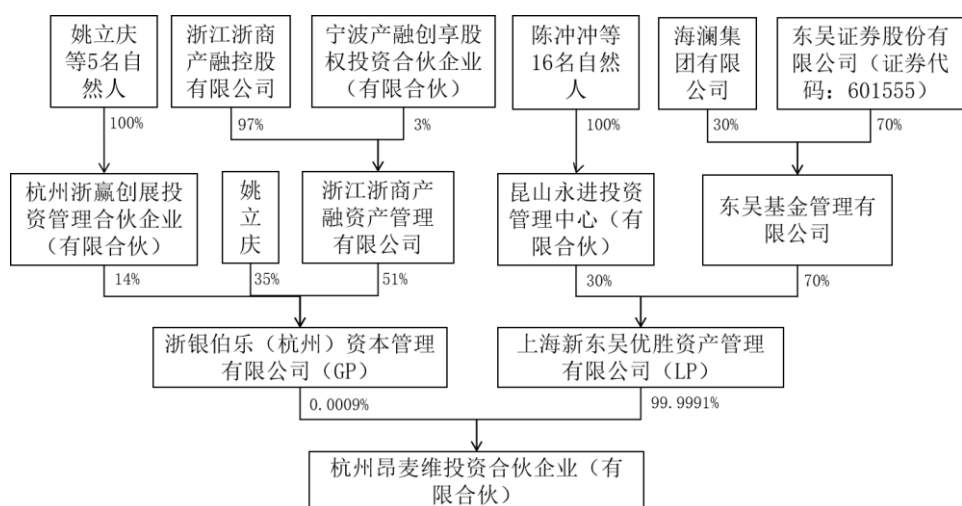 姚立庆
等5名自
然人
浙江浙商
产融控股
有限公司
宁波产融创享股
权投资合伙企业
（有限合伙）
陈冲冲等
16名自然
人
海澜集
团有限
公司
东吴证券股份有
限公司（证券代
码：601555）
100%
97%
3%
100%
30%
70%
杭州浙赢创展投
资管理合伙企业
（有限合伙）
姚
立
庆
浙江浙商产
融资产管理
有限公司
昆山永进投资
管理中心（有
限合伙）
东吴基金管理有
限公司
14%
35%
51%
30%
70%
浙银伯乐（杭州）资本管理
有限公司（GP）
上海新东吴优胜资产管理
有限公司（LP）
0.0009%
99.9991%
杭州昂麦维投资合伙企业（有
限合伙）